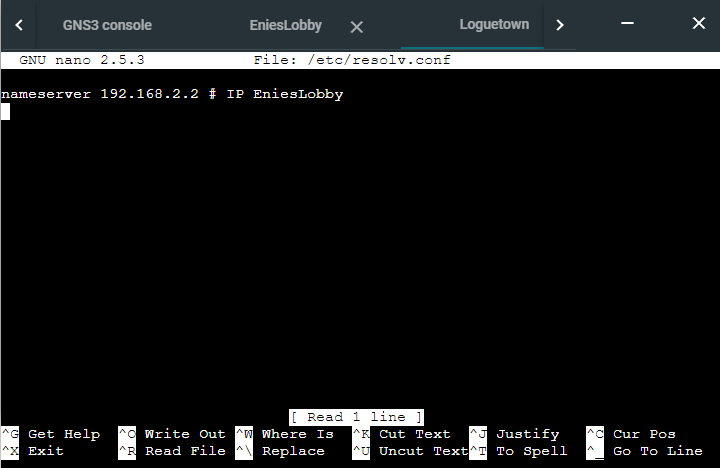 GNS3 console EniesLobby Loguetown
GNU nano 2.5.3 File: /etc/resolv.conf
nameserver 192.168.2.2 # IP EniesLobby
[ Read 1 line ]
^G Get Help ^O Write Out ^W Where Is ^K Cut Text ^J Justify ^C Cur Pos
^X Exit ^R Read File ^\ Replace ^U Uncut Text ^T To Spell ^_ Go To Line